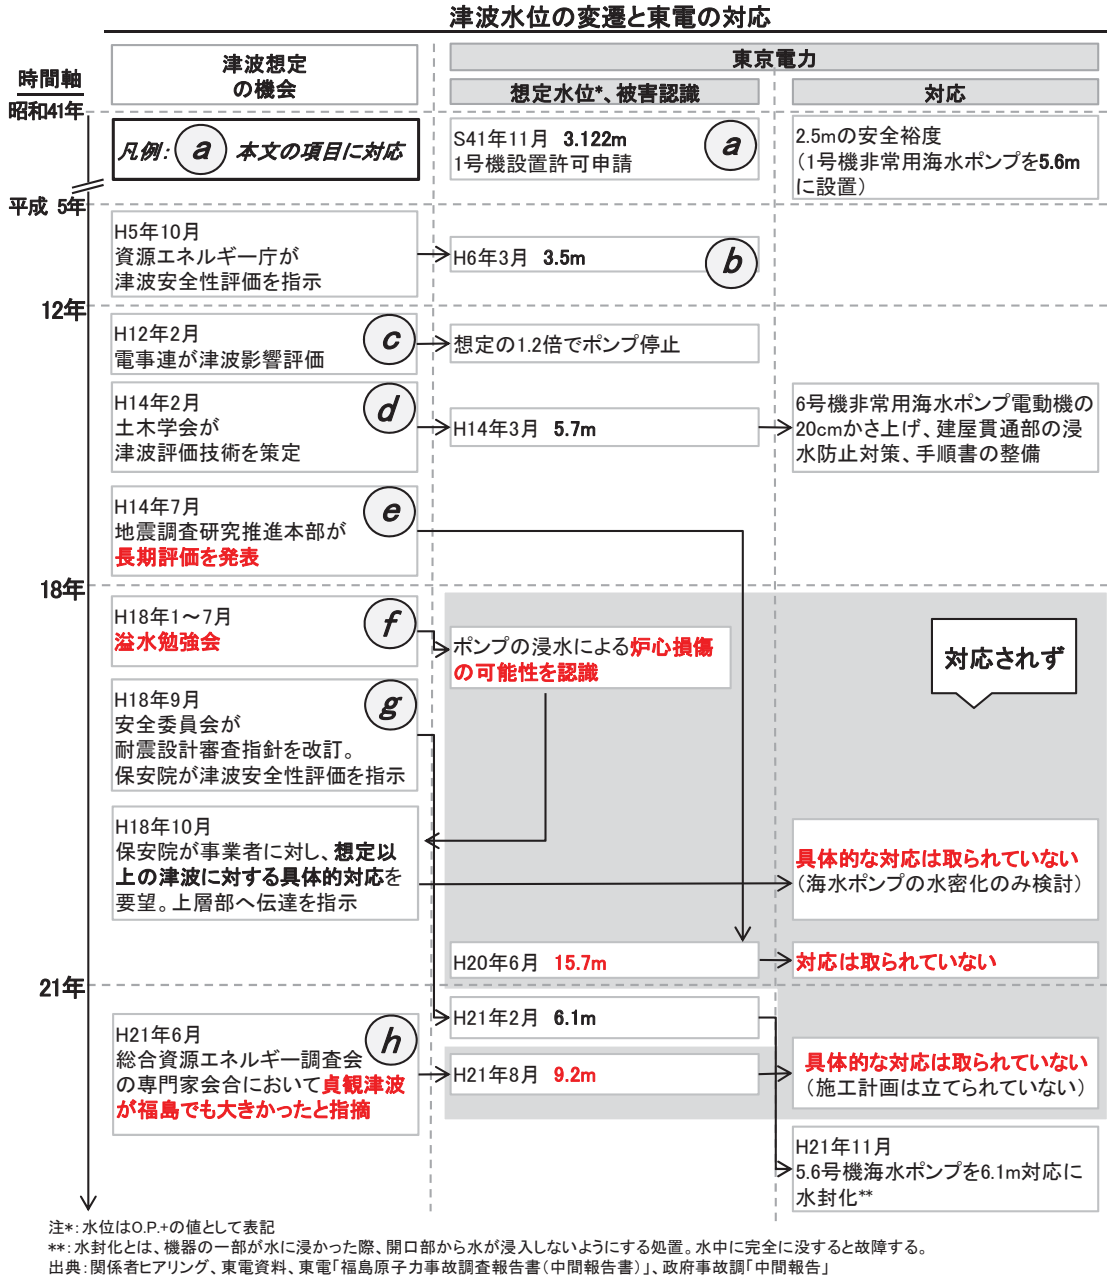 津波水位の変遷と東電の対応
時間軸
津波想定
の機会
東京電力
想定水位*、被害認識
対応
昭和41年
凡例: a 本文の項目に対応
S41年11月 3.122m
1号機設置許可申請
a
2.5mの安全裕度
（1号機非常用海水ポンプを5.6m
に設置）
平成 5年
H5年10月
資源エネルギー庁が
津波安全性評価を指示
H6年3月 3.5m
b
12年
H12年2月
電事連が津波影響評価
c
想定の1.2倍でポンプ停止
H14年2月
土木学会が
津波評価技術を策定
d
H14年3月 5.7m
6号機非常用海水ポンプ電動機の
20cmかさ上げ、建屋貫通部の浸
水防止対策、手順書の整備
H14年7月
地震調査研究推進本部が
長期評価を発表
e
18年
H18年1～7月
溢水勉強会
f
ポンプの浸水による炉心損傷
の可能性を認識
対応されず
H18年9月
安全委員会が
耐震設計審査指針を改訂。
保安院が津波安全性評価を指示
g
H18年10月
保安院が事業者に対し、想定以
上の津波に対する具体的対応を
要望。上層部へ伝達を指示
具体的な対応は取られていない
（海水ポンプの水密化のみ検討）
H20年6月 15.7m
対応は取られていない
21年
H21年2月 6.1m
H21年6月
総合資源エネルギー調査会
の専門家会合において貞観津波
が福島でも大きかったと指摘
h
H21年8月 9.2m
具体的な対応は取られていない
（施工計画は立てられていない）
H21年11月
5.6号機海水ポンプを6.1m対応に
水封化**
注*: 水位はO.P.+の値として表記
**: 水封化とは、機器の一部が水に浸かった際、開口部から水が浸入しないようにする処置。水中に完全に没すると故障する。
出典: 関係者ヒアリング、東電資料、東電「福島原子力事故調査報告書（中間報告書）」、政府事故調「中間報告」